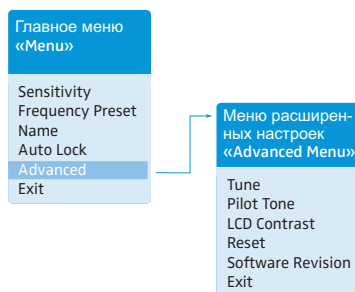 Главное меню
«Menu»
Sensitivity
Frequency Preset
Name
Auto Lock
Advanced
Exit
Меню расширен-
ных настроек
«Advanced Menu»
Tune
Pilot Tone
LCD Contrast
Reset
Software Revision
Exit